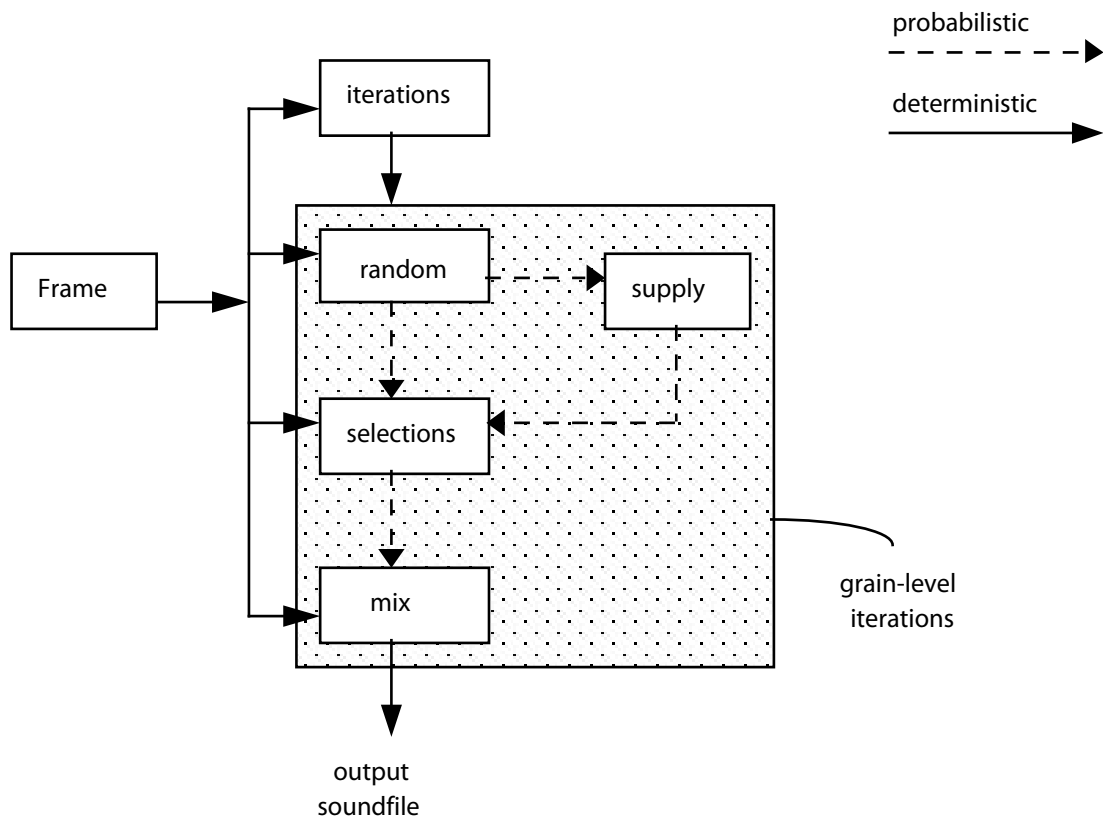 probabilistic
deterministic
iterations
random
Frame
supply
selections
mix
grain-level
iterations
output
soundfile